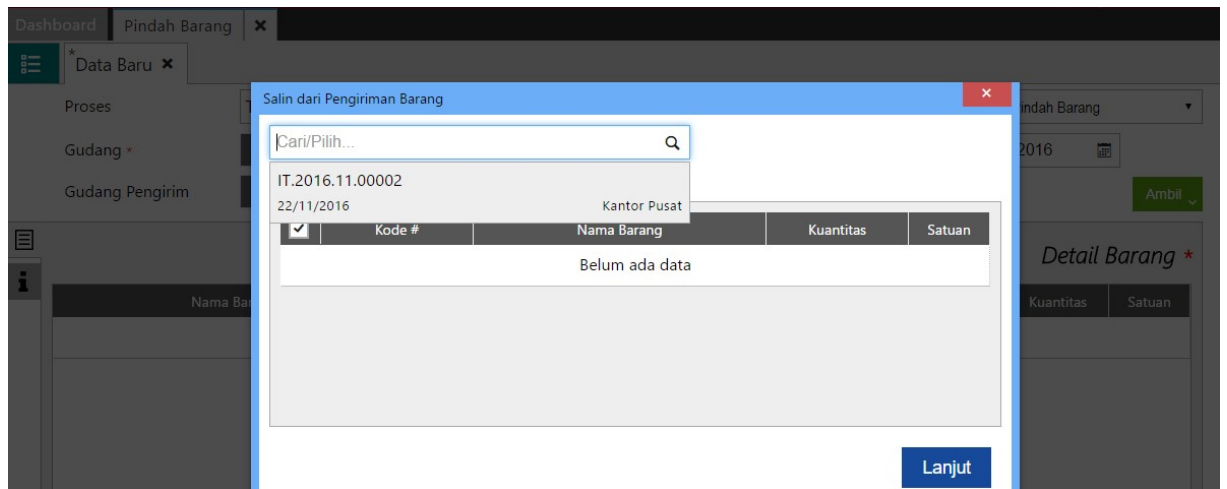 Dashboard Pindah Barang
*Data Baru
Proses
Salin dari Pengiriman Barang
indah Barang
Cari/Pilih...
Gudang *
2016
IT.2016.11.00002
Gudang Pengirim
22/11/2016 Kantor Pusat
Ambil
Kode # Nama Barang Kuantitas Satuan
Belum ada data
Detail Barang *
Nama Bar
Kuantitas Satuan
Lanjut